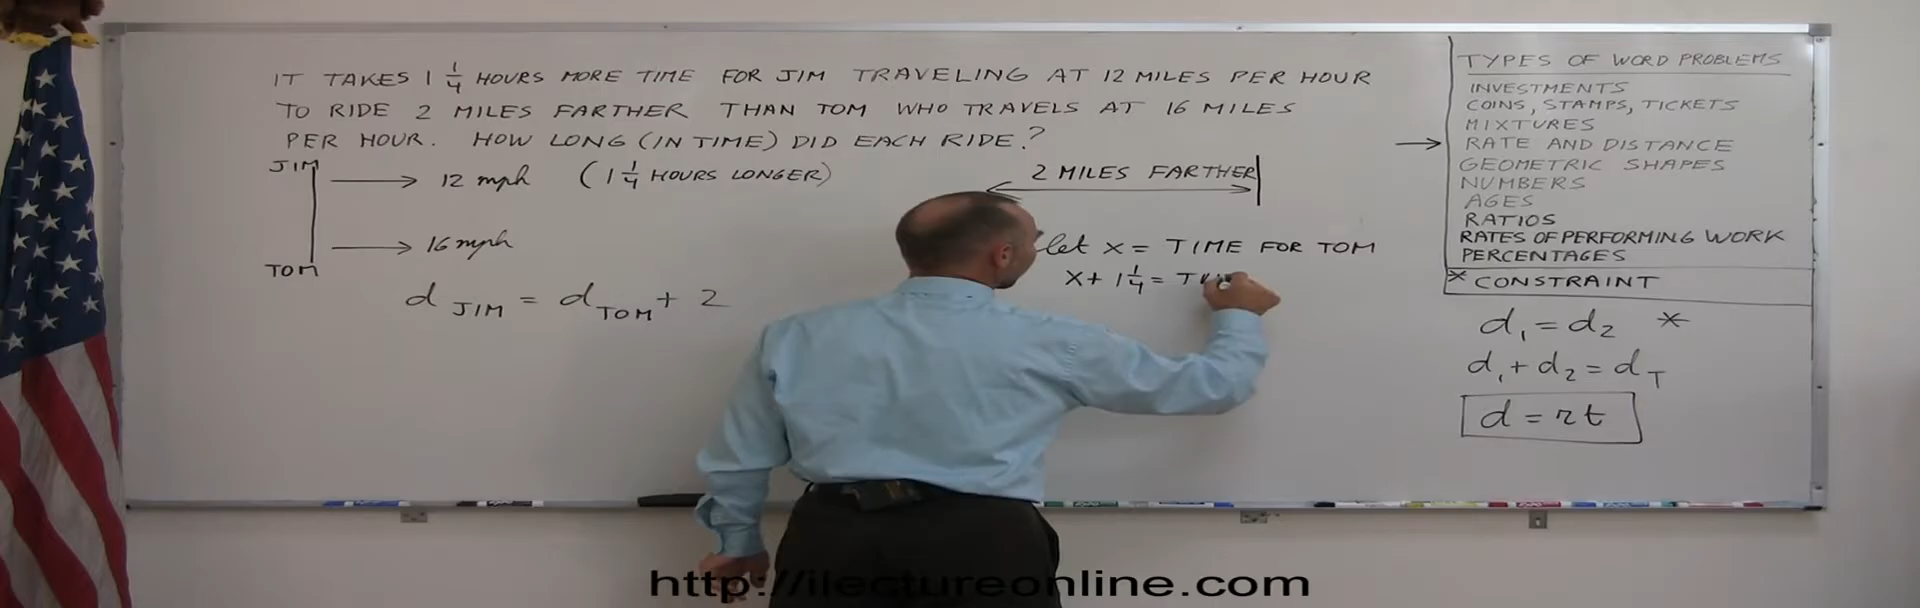 IT TAKES 1 1/4 HOURS MORE TIME FOR JIM TRAVELING AT 12 MILES PER HOUR
TO RIDE 2 MILES FARTHER THAN TOM WHO TRAVELS AT 16 MILES
PER HOUR. HOW LONG (IN TIME) DID EACH RIDE?
JIM
12 mph (1 1/4 HOURS LONGER)
2 MILES FARTHER
16 mph
TOM
d JIM = d TOM + 2
let x = TIME FOR TOM
x + 1 1/4 = TI
TYPES OF WORD PROBLEMS
INVESTMENTS
COINS, STAMPS, TICKETS
MIXTURES
→ RATE AND DISTANCE
GEOMETRIC SHAPES
NUMBERS
AGES
RATIOS
RATES OF PERFORMING WORK
PERCENTAGES
* CONSTRAINT
d₁ = d₂ *
d₁ + d₂ = d_T
d = rt
http://ilectureonline.com